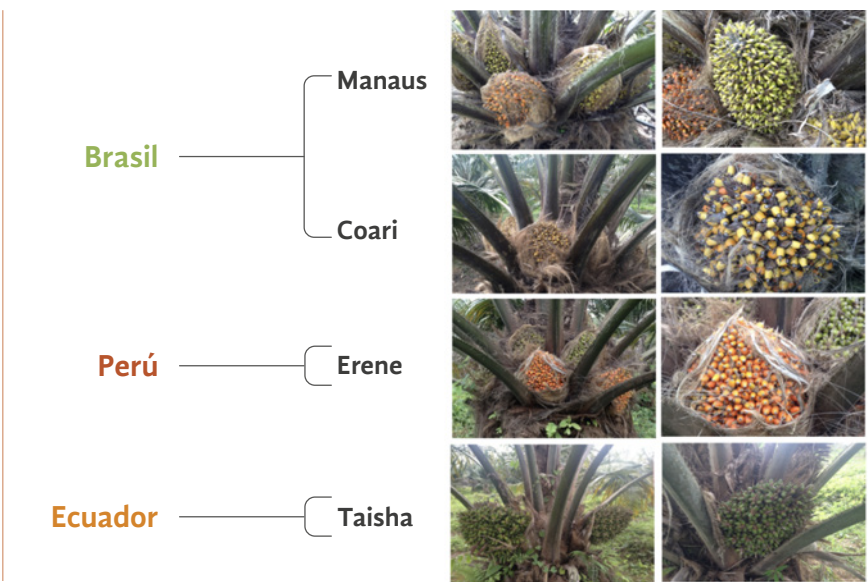 Brasil
Manaus
Coari
Perú
Erene
Ecuador
Taisha